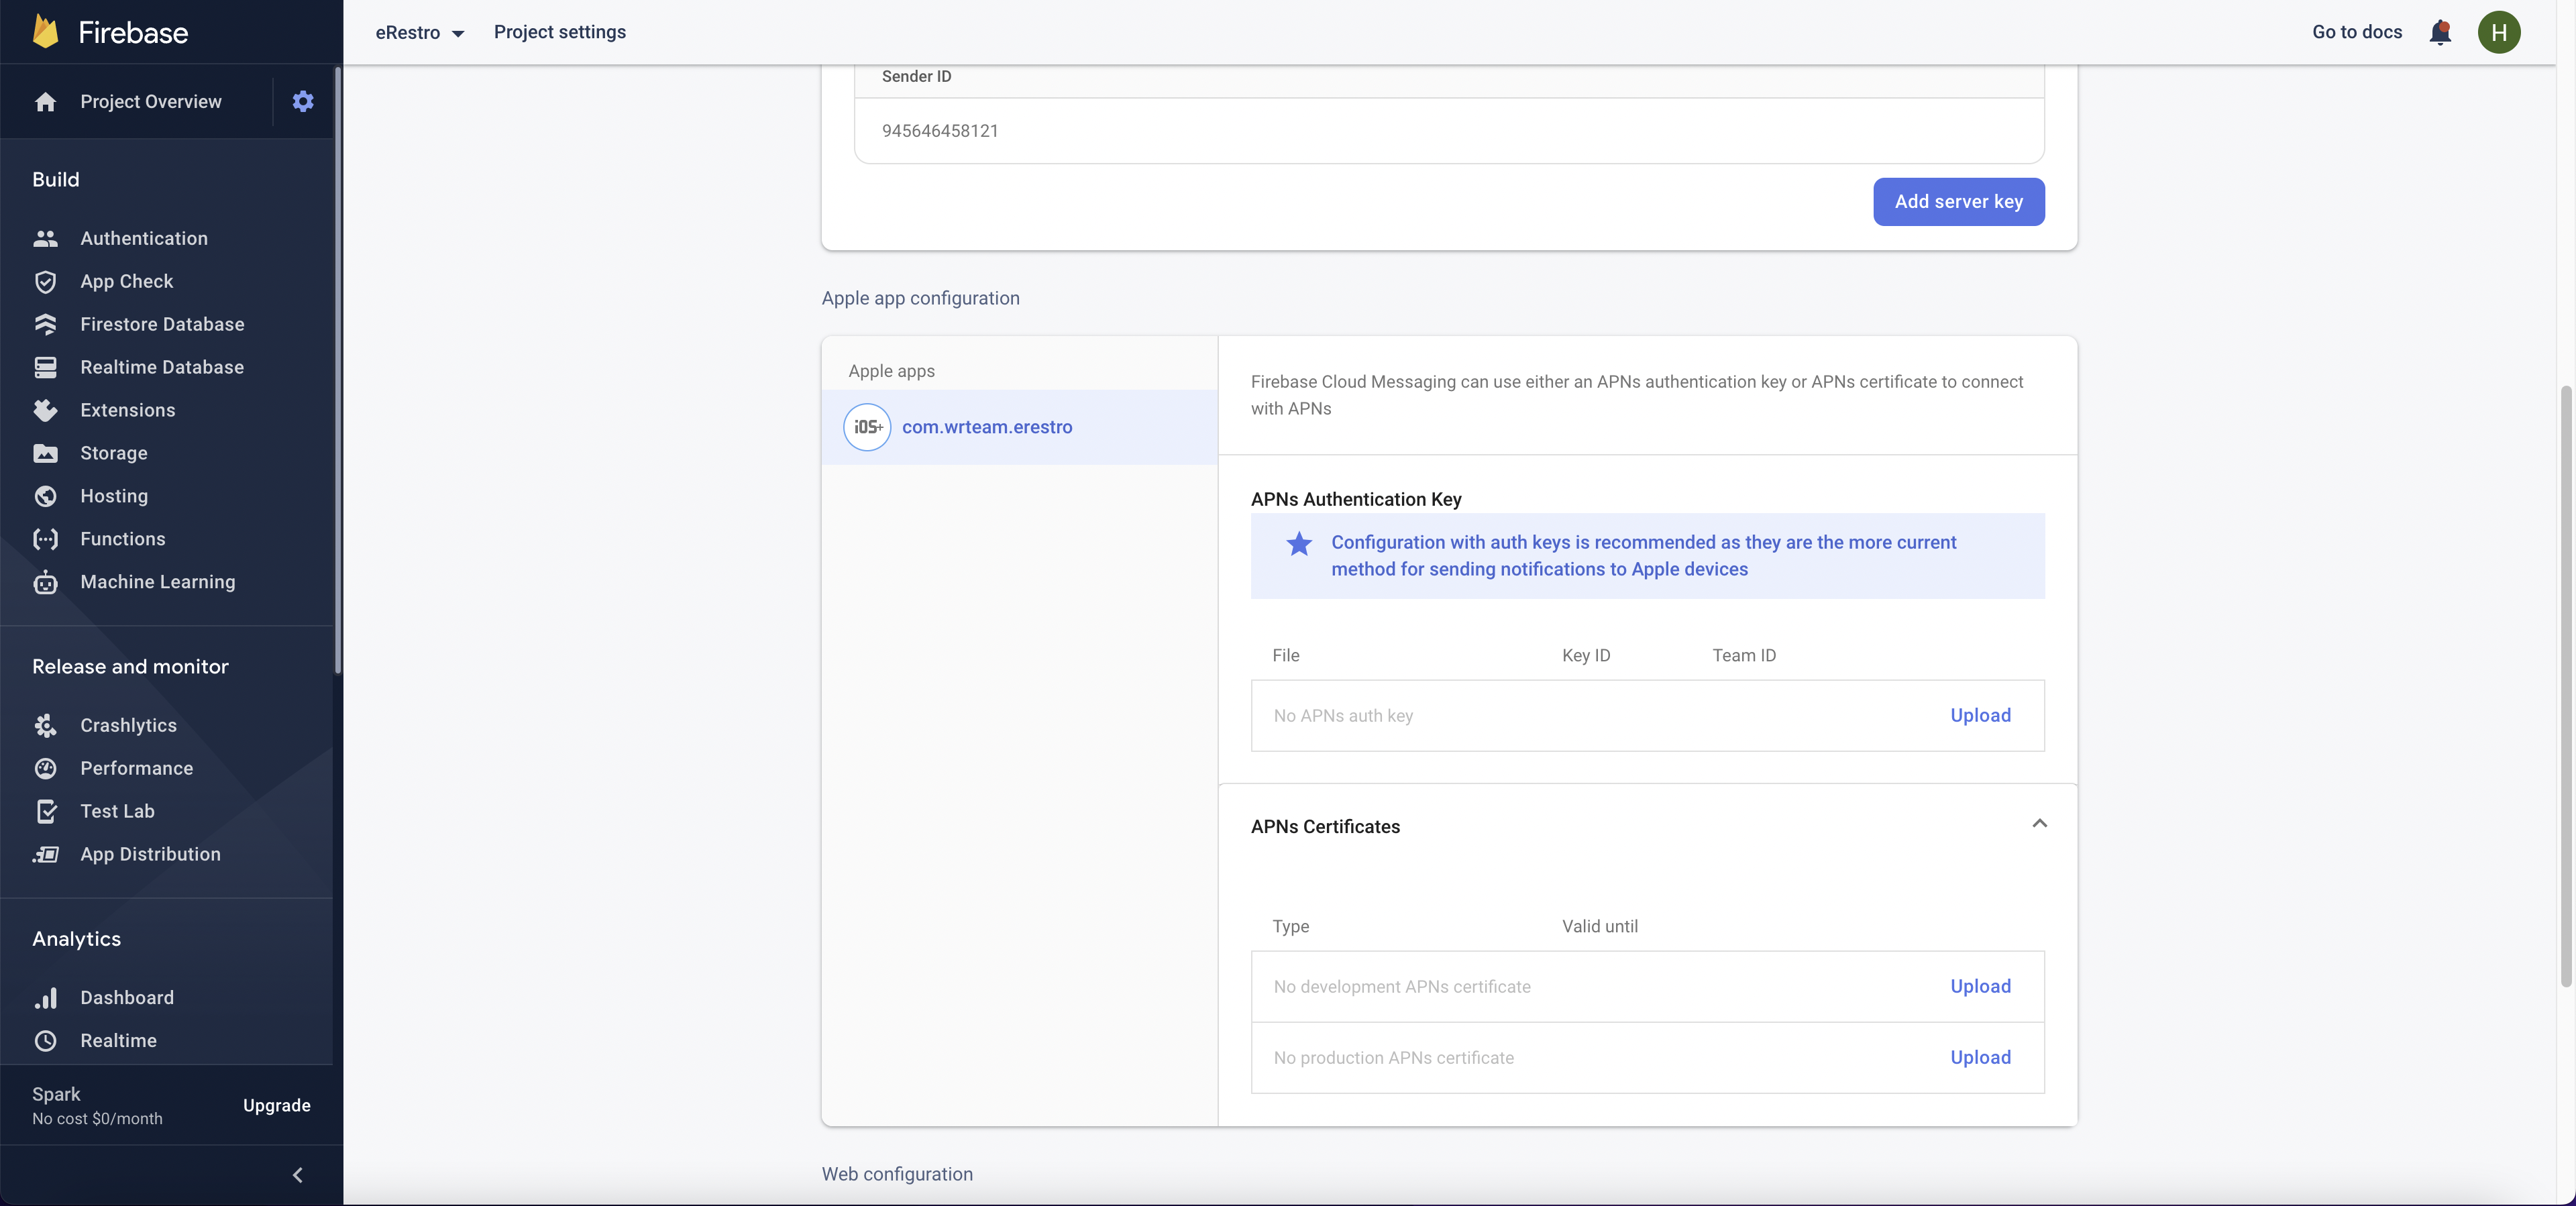 Firebase
eRestro
Project settings
Go to docs
H
Project Overview
Build
Authentication
App Check
Firestore Database
Realtime Database
Extensions
Storage
Hosting
Functions
Machine Learning
Release and monitor
Crashlytics
Performance
Test Lab
App Distribution
Analytics
Dashboard
Realtime
Spark
No cost $0/month
Upgrade
Sender ID
945646458121
Add server key
Apple app configuration
Apple apps
iOS+
com.wrteam.erestro
Firebase Cloud Messaging can use either an APNs authentication key or APNs certificate to connect
with APNs
APNs Authentication Key
Configuration with auth keys is recommended as they are the more current
method for sending notifications to Apple devices
File Key ID Team ID
No APNs auth key Upload
APNs Certificates
Type Valid until
No development APNs certificate Upload
No production APNs certificate Upload
Web configuration